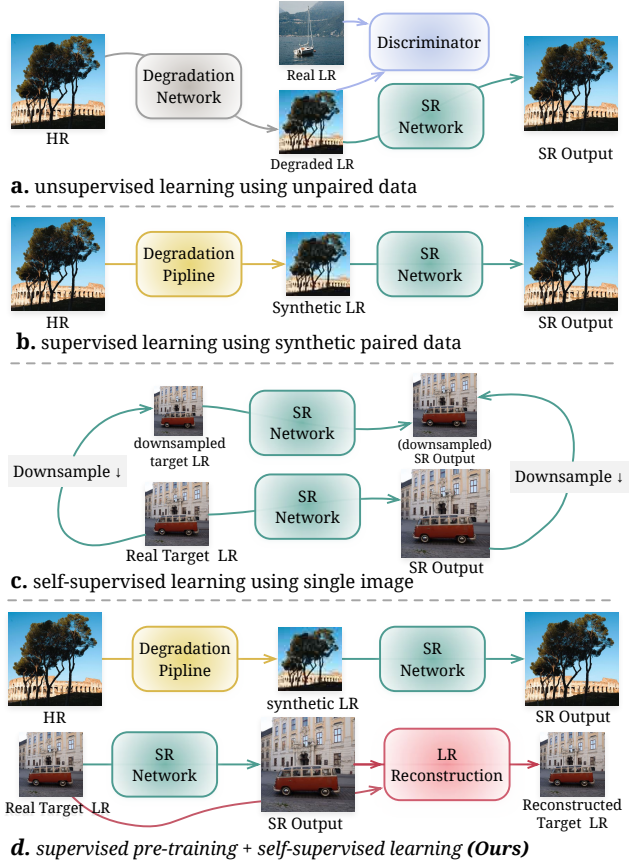 HR
Degradation
Network
Real LR
Degraded LR
Discriminator
SR
Network
SR Output
a. unsupervised learning using unpaired data
HR
Degradation
Pipline
Synthetic LR
SR
Network
SR Output
b. supervised learning using synthetic paired data
downsampled
target LR
SR
Network
(downsampled)
SR Output
Downsample ↓
Downsample ↓
Real Target LR
SR
Network
SR Output
c. self-supervised learning using single image
HR
Degradation
Pipline
synthetic LR
SR
Network
SR Output
Real Target LR
SR
Network
SR Output
LR
Reconstruction
Reconstructed
Target LR
d. supervised pre-training + self-supervised learning (Ours)